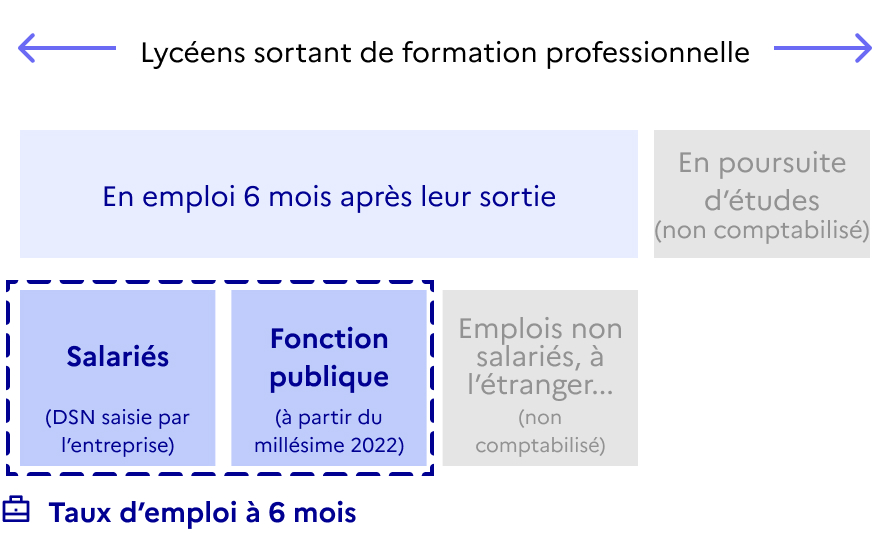 Lycéens sortant de formation professionnelle
En emploi 6 mois après leur sortie
En poursuite
d’études
(non comptabilisé)
Salariés
(DSN saisie par
l’entreprise)
Fonction
publique
(à partir du
millésime 2022)
Emplois non
salariés, à
l’étranger...
(non
comptabilisé)
Taux d’emploi à 6 mois